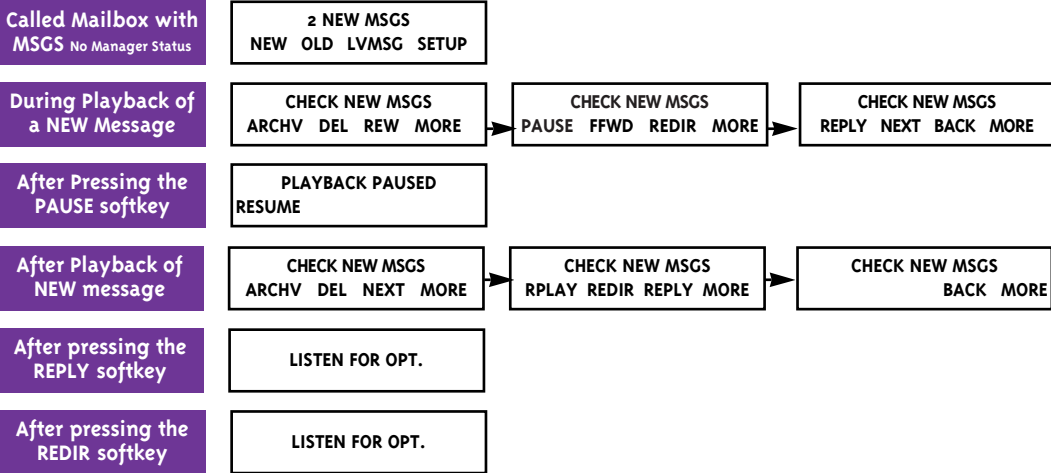 Called Mailbox with
MSGS No Manager Status
2 NEW MSGS
NEW OLD LVMSG SETUP
During Playback of
a NEW Message
CHECK NEW MSGS
ARCHV DEL REW MORE
CHECK NEW MSGS
PAUSE FFWD REDIR MORE
CHECK NEW MSGS
REPLY NEXT BACK MORE
After Pressing the
PAUSE softkey
PLAYBACK PAUSED
RESUME
After Playback of
NEW message
CHECK NEW MSGS
ARCHV DEL NEXT MORE
CHECK NEW MSGS
RPLAY REDIR REPLY MORE
CHECK NEW MSGS
BACK MORE
After pressing the
REPLY softkey
LISTEN FOR OPT.
After pressing the
REDIR softkey
LISTEN FOR OPT.